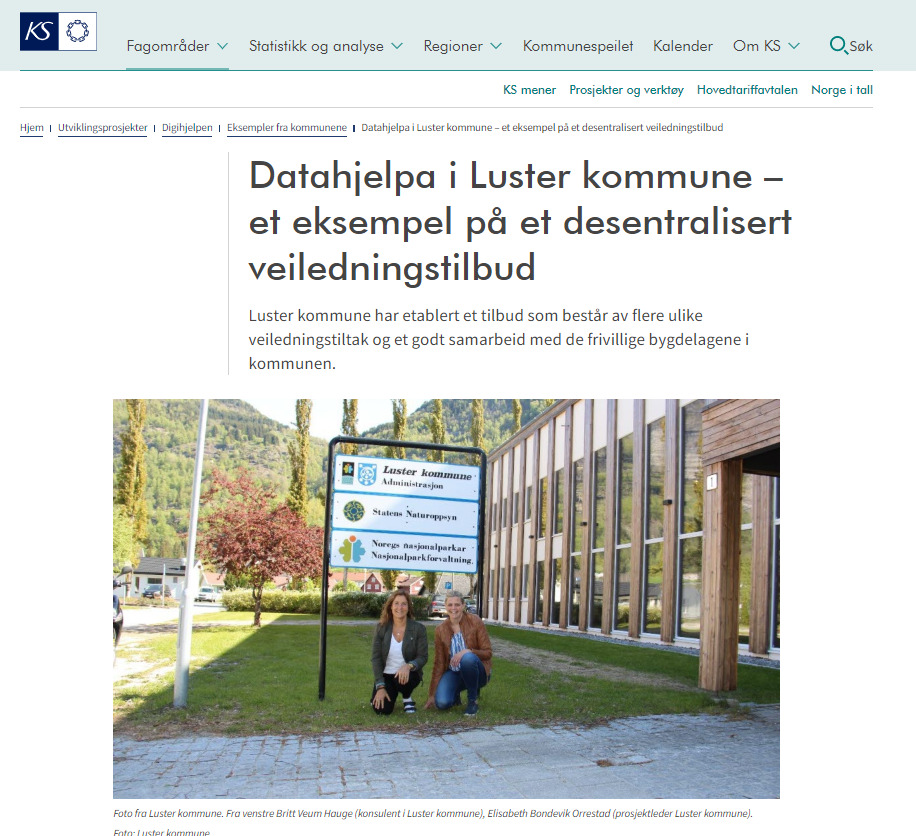 KS
Fagområder
Statistikk og analyse
Regioner
Kommunespeilet
Kalender
Om KS
Søk
KS mener
Prosjekter og verktøy
Hovedtariffavtalen
Norge i tall
Hjem
Utviklingsprosjekter
Digihjelpen
Eksempler fra kommunene
Datahjelpa i Luster kommune – et eksempel på et desentralisert veiledningstilbud
Datahjelpa i Luster kommune –
et eksempel på et desentralisert
veiledningstilbud
Luster kommune har etablert et tilbud som består av flere ulike
veiledningstiltak og et godt samarbeid med de frivillige bygdelagene i
kommunen.
Luster kommune
Administrasjon
Statens Naturoppsyn
Noregs nasjonalparkar
Nasjonalparkforvaltning
1
Foto fra Luster kommune. Fra venstre Britt Veum Hauge (konsulent i Luster kommune), Elisabeth Bondevik Orrestad (prosjektleder Luster kommune).
Foto: Luster kommune